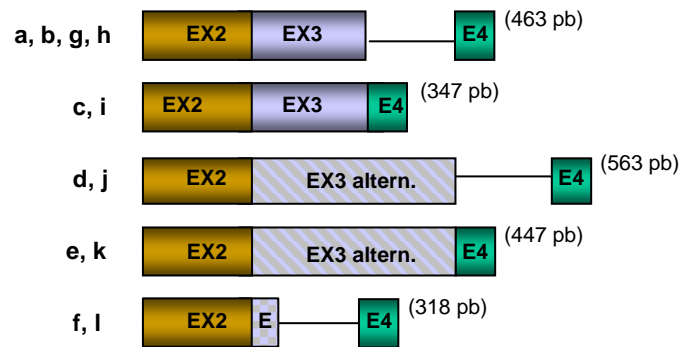 a, b, g, h EX2 EX3 E4 (463 pb)
c, i EX2 EX3 E4 (347 pb)
d, j EX2 EX3 altern. E4 (563 pb)
e, k EX2 EX3 altern. E4 (447 pb)
f, l EX2 E E4 (318 pb)